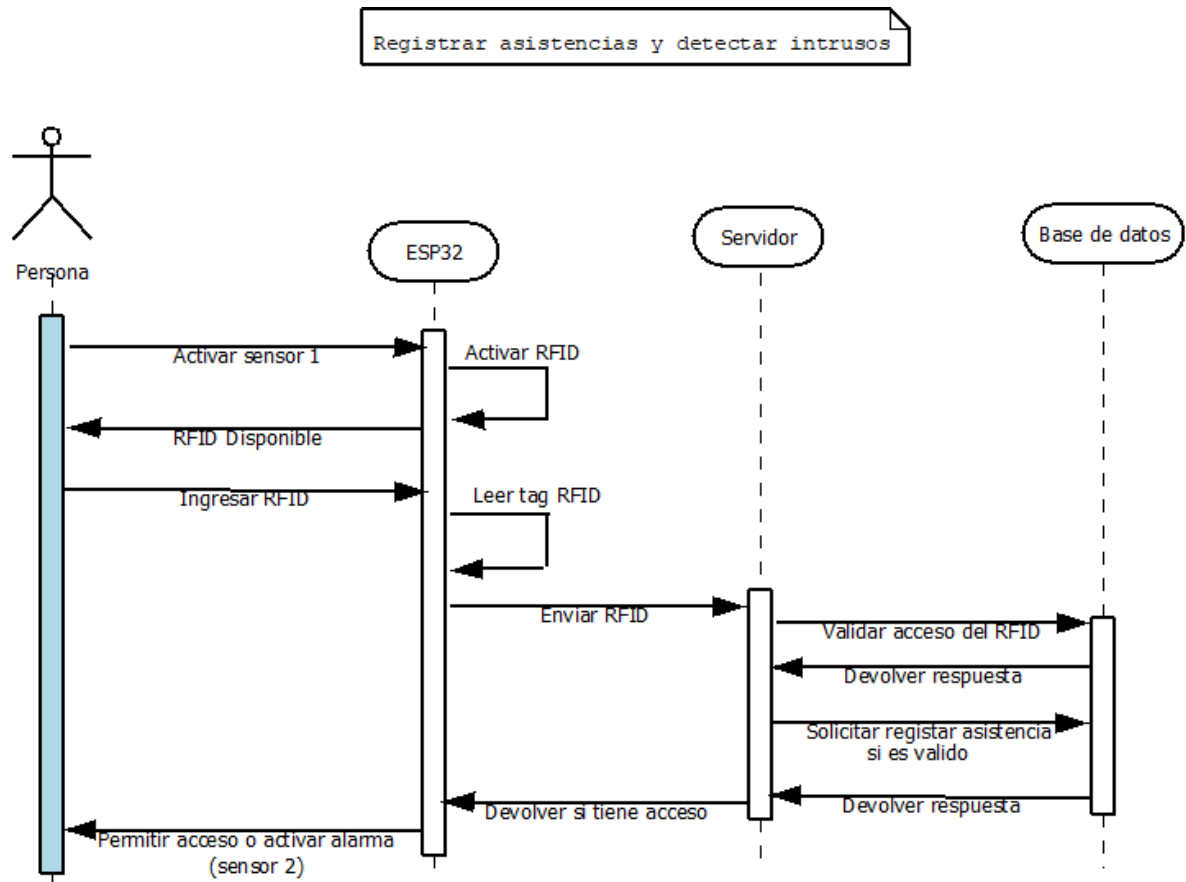 Registrar asistencias y detectar intrusos
Persona
ESP32
Servidor
Base de datos
Activar sensor 1
Activar RFID
RFID Disponible
Ingresar RFID
Leer tag RFID
Enviar RFID
Validar acceso del RFID
Devolver respuesta
Solicitar registar asistencia
si es valido
Devolver respuesta
Devolver si tiene acceso
Permitir acceso o activar alarma
(sensor 2)